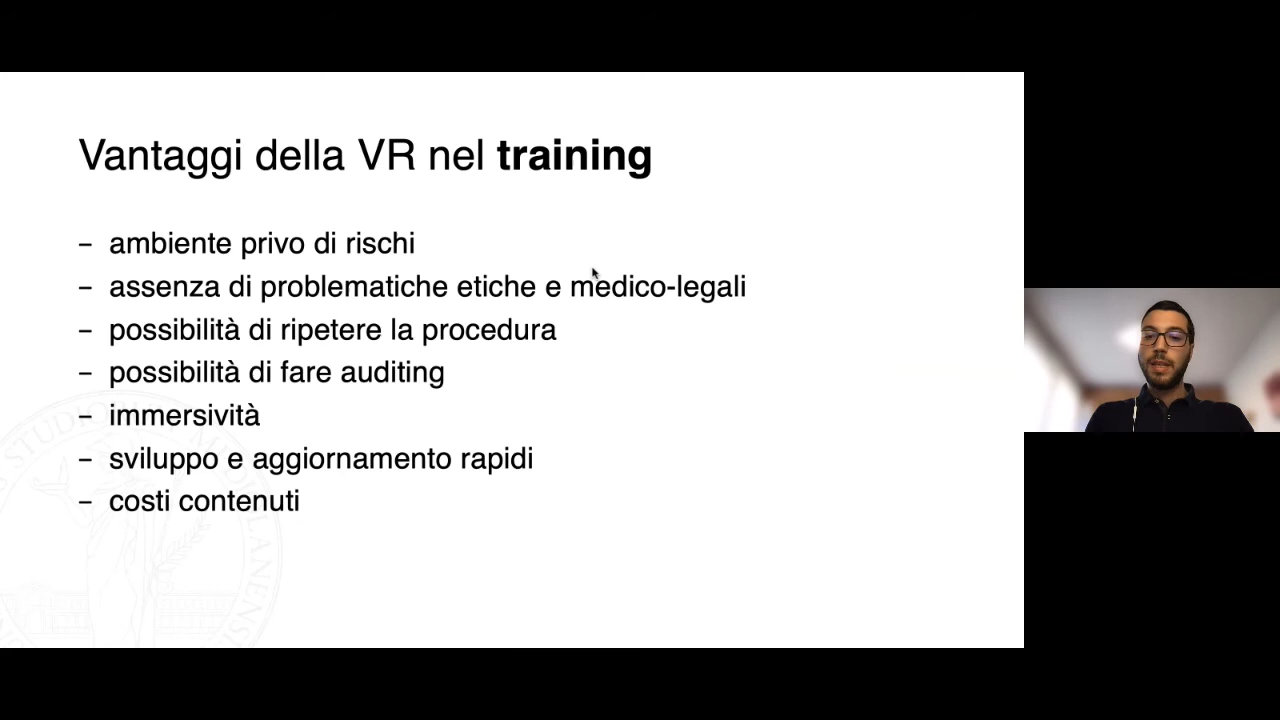 Vantaggi della VR nel training
– ambiente privo di rischi
– assenza di problematiche etiche e medico-legali
– possibilità di ripetere la procedura
– possibilità di fare auditing
– immersività
– sviluppo e aggiornamento rapidi
– costi contenuti